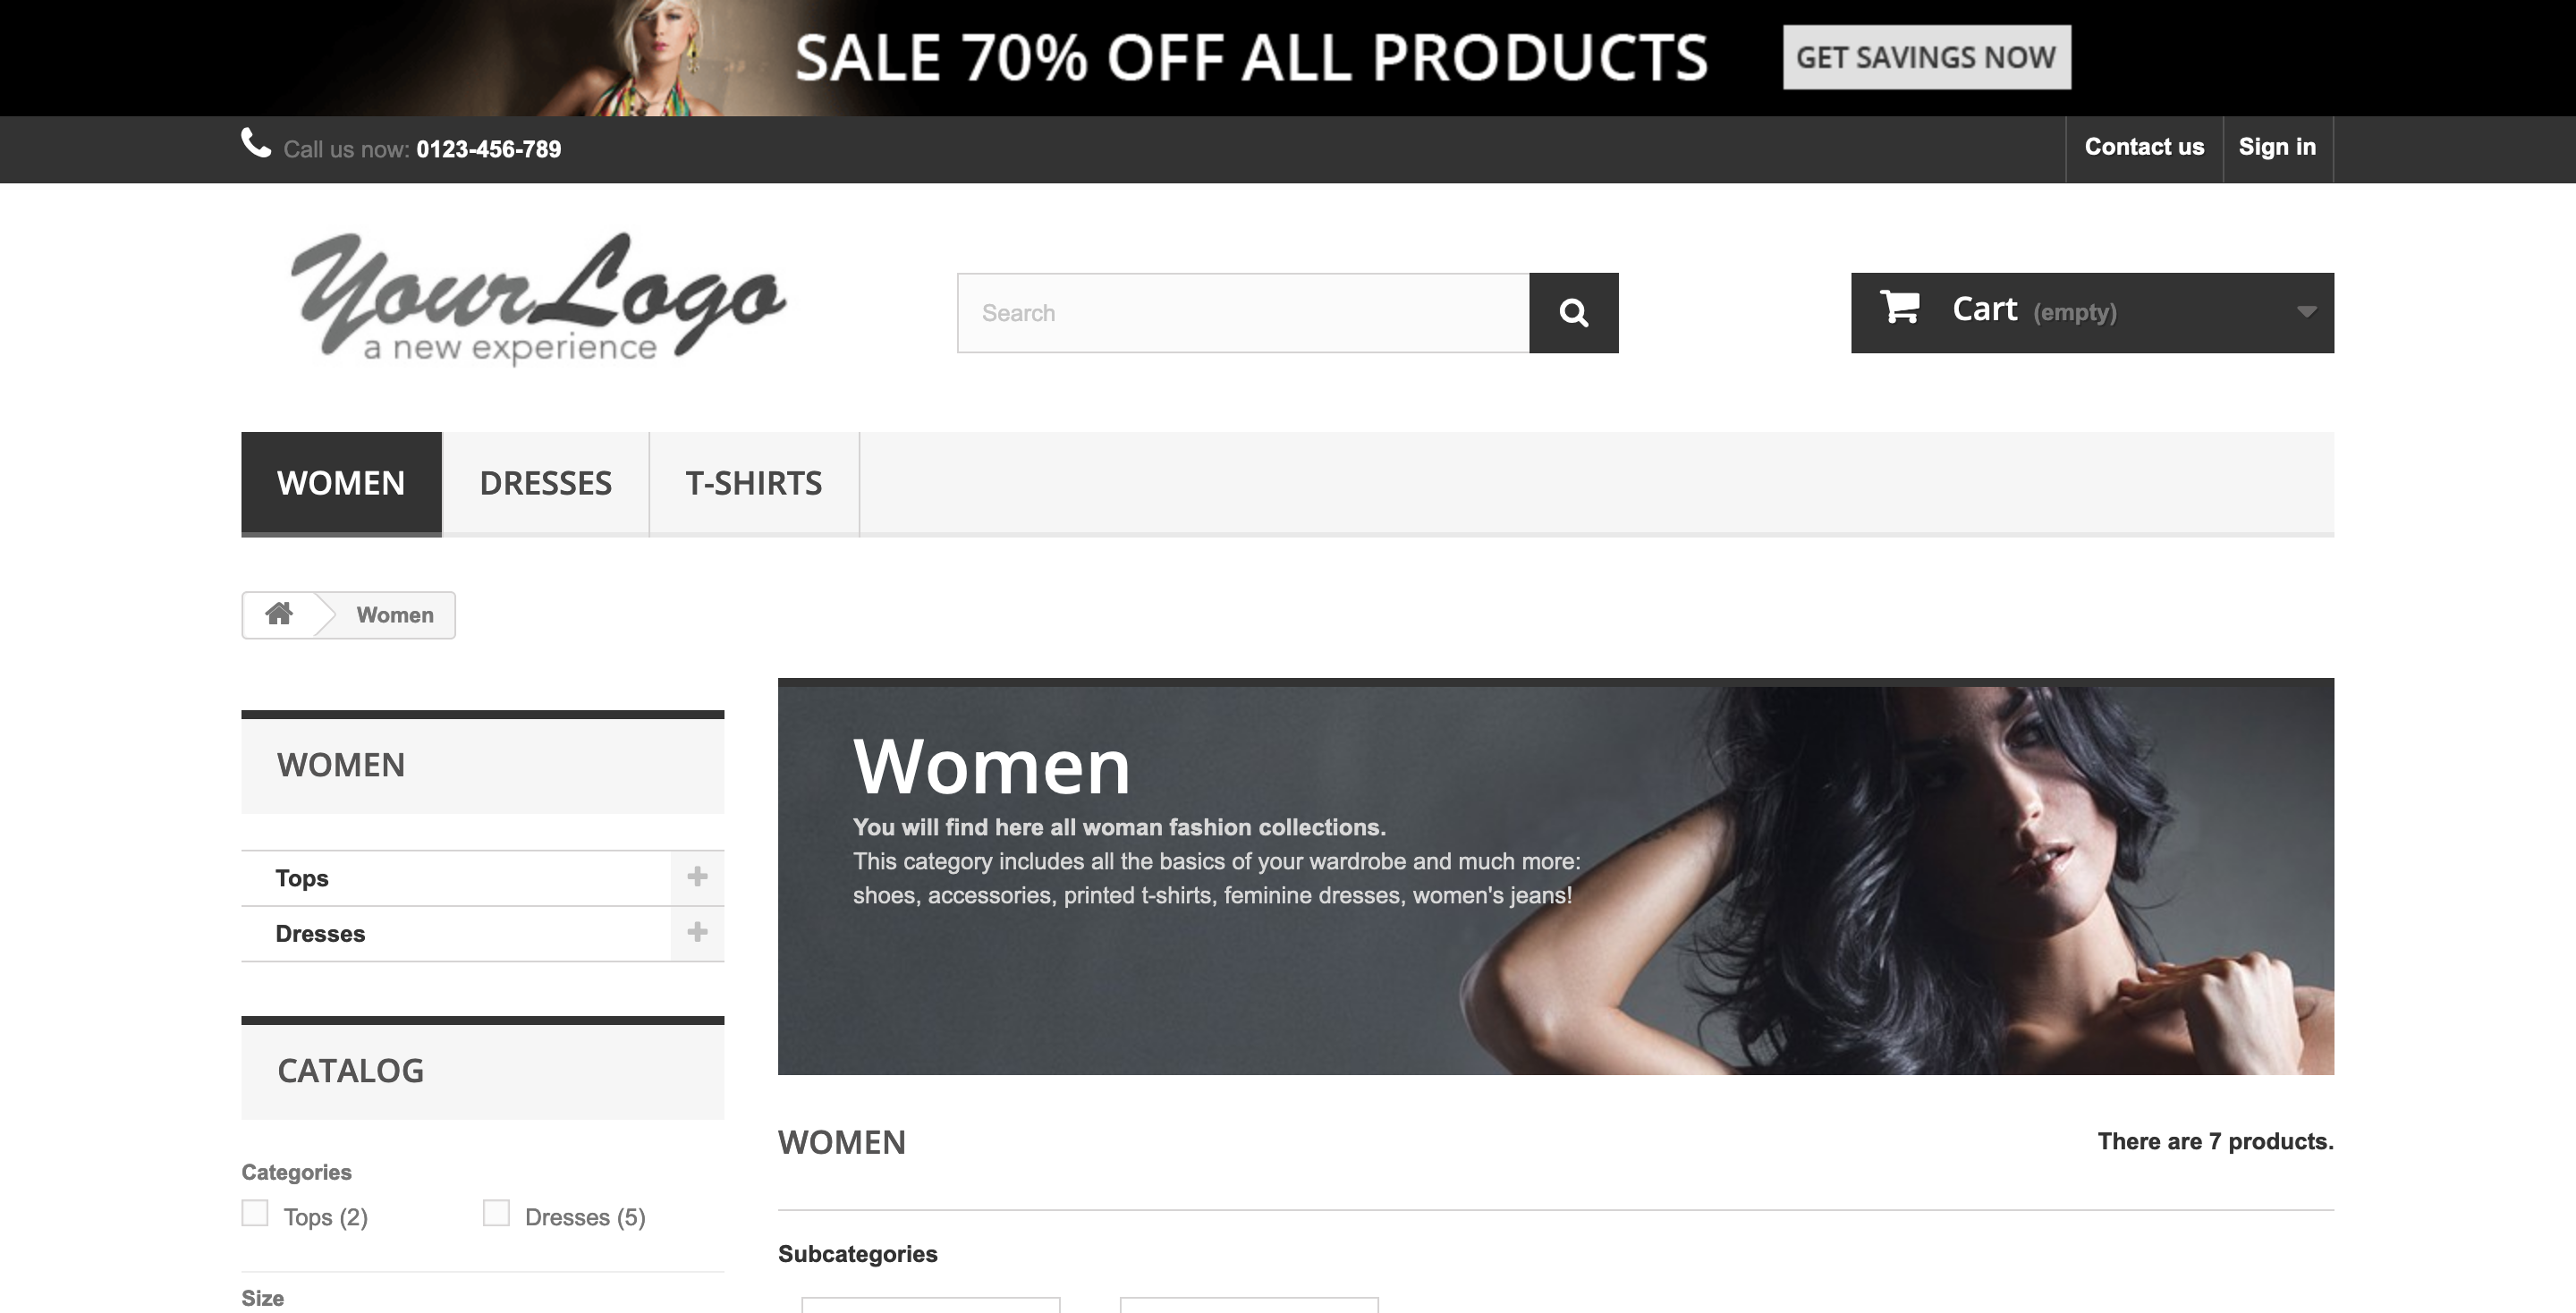 SALE 70% OFF ALL PRODUCTS
GET SAVINGS NOW
Call us now: 0123-456-789
Contact us
Sign in
YourLogo
a new experience
Search
Cart (empty)
WOMEN
DRESSES
T-SHIRTS
Women
WOMEN
Tops
Dresses
CATALOG
Categories
Tops (2)
Dresses (5)
Size
Women
You will find here all woman fashion collections.
This category includes all the basics of your wardrobe and much more:
shoes, accessories, printed t-shirts, feminine dresses, women's jeans!
WOMEN
There are 7 products.
Subcategories